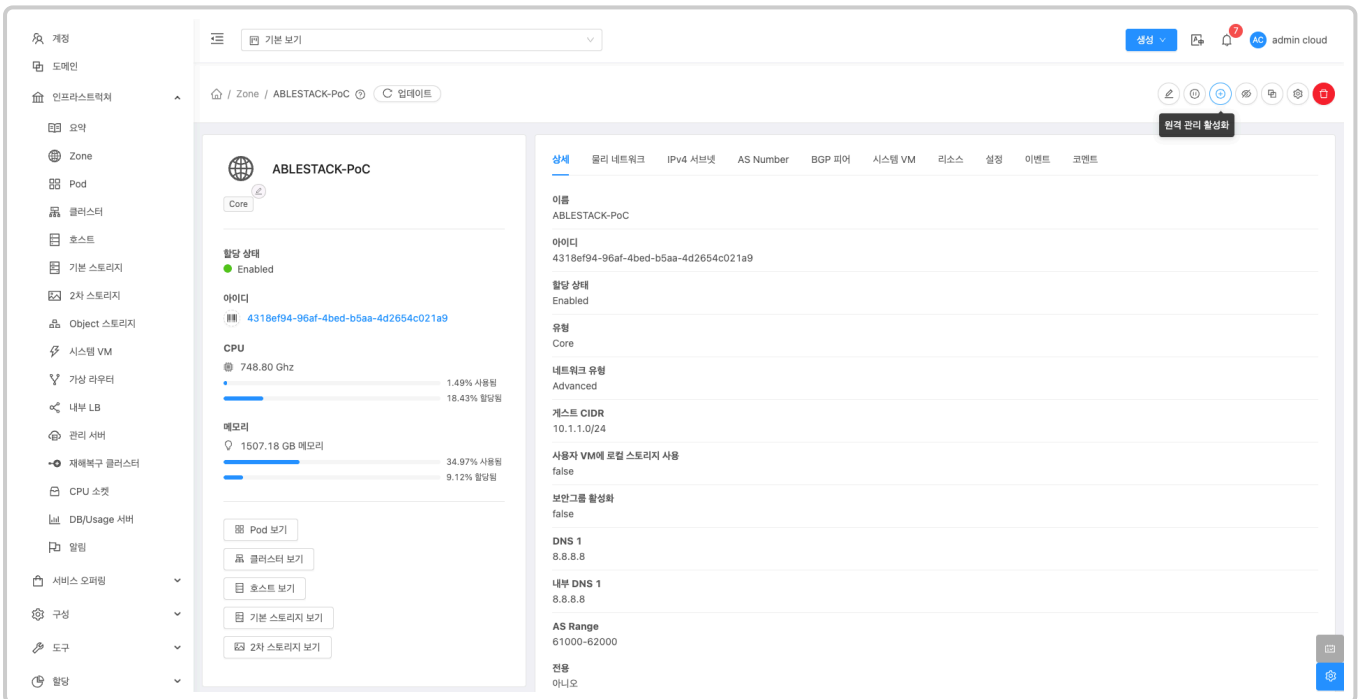 계정
도메인
인프라스트럭쳐
요약
Zone
Pod
클러스터
호스트
기본 스토리지
2차 스토리지
Object 스토리지
시스템 VM
가상 라우터
내부 LB
관리 서버
재해복구 클러스터
CPU 소켓
DB/Usage 서버
알림
서비스 오퍼링
구성
도구
할당
기본 보기
생성
7
AC admin cloud
/ Zone / ABLESTACK-PoC 업데이트
원격 관리 활성화
ABLESTACK-PoC
Core
할당 상태
Enabled
아이디
4318ef94-96af-4bed-b5aa-4d2654c021a9
CPU
748.80 Ghz
1.49% 사용됨
18.43% 할당됨
메모리
1507.18 GB 메모리
34.97% 사용됨
9.12% 할당됨
Pod 보기
클러스터 보기
호스트 보기
기본 스토리지 보기
2차 스토리지 보기
상세 물리 네트워크 IPv4 서브넷 AS Number BGP 피어 시스템 VM 리소스 설정 이벤트 코멘트
이름
ABLESTACK-PoC
아이디
4318ef94-96af-4bed-b5aa-4d2654c021a9
할당 상태
Enabled
유형
Core
네트워크 유형
Advanced
게스트 CIDR
10.1.1.0/24
사용자 VM에 로컬 스토리지 사용
false
보안그룹 활성화
false
DNS 1
8.8.8.8
내부 DNS 1
8.8.8.8
AS Range
61000-62000
전용
아니오